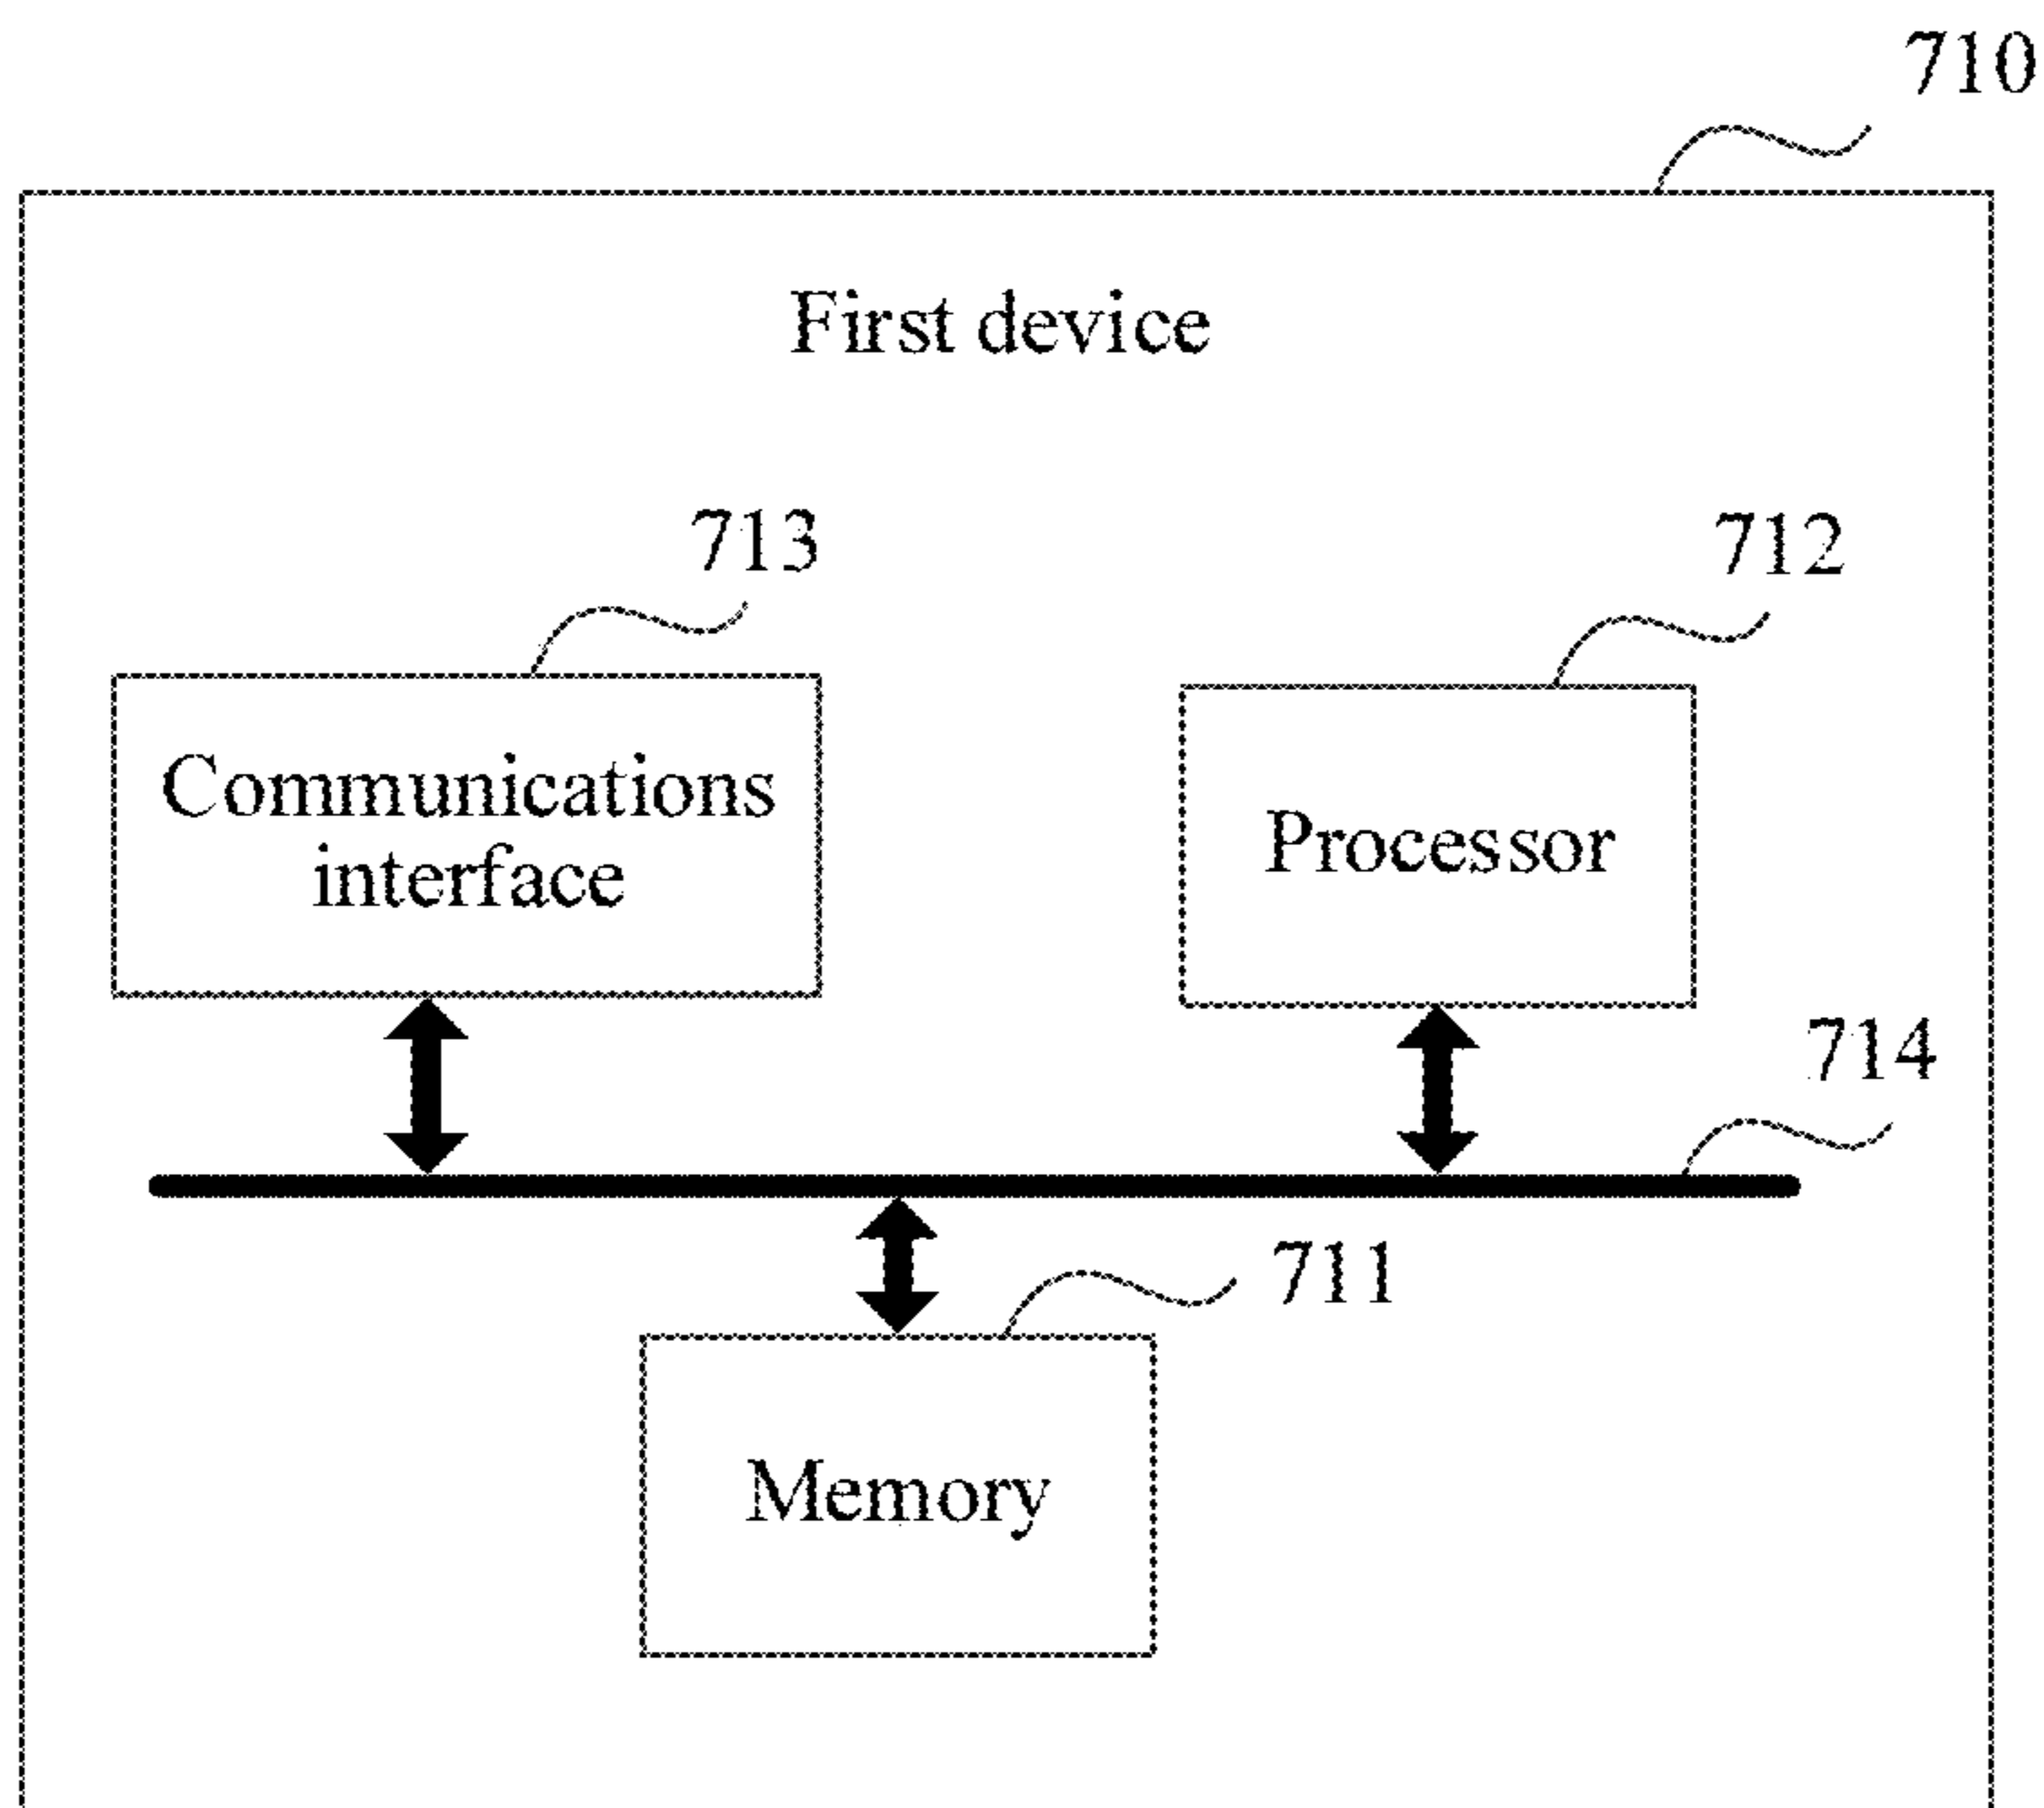 710
First device
713
712
Communications
interface
Processor
714
711
Memory